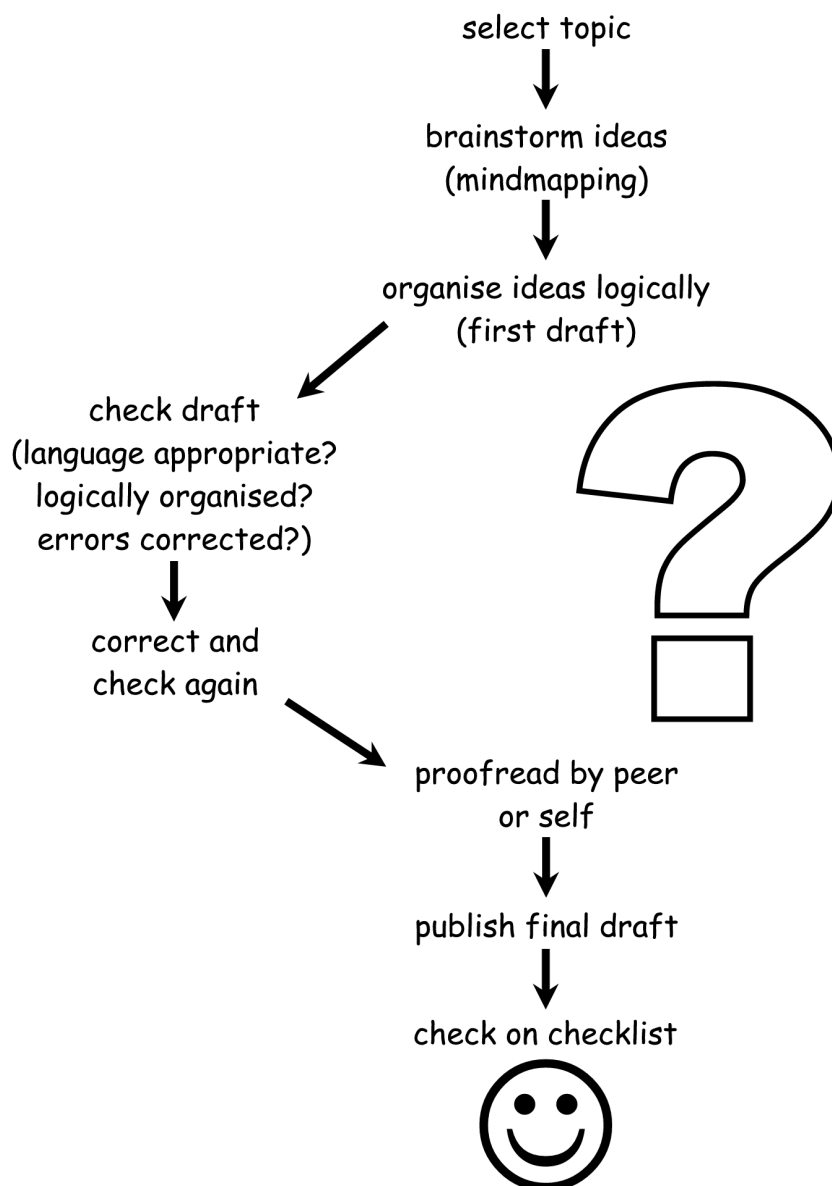 select topic
brainstorm ideas
(mindmapping)
organise ideas logically
(first draft)
check draft
(language appropriate?
logically organised?
errors corrected?)
correct and
check again
?
proofread by peer
or self
publish final draft
check on checklist